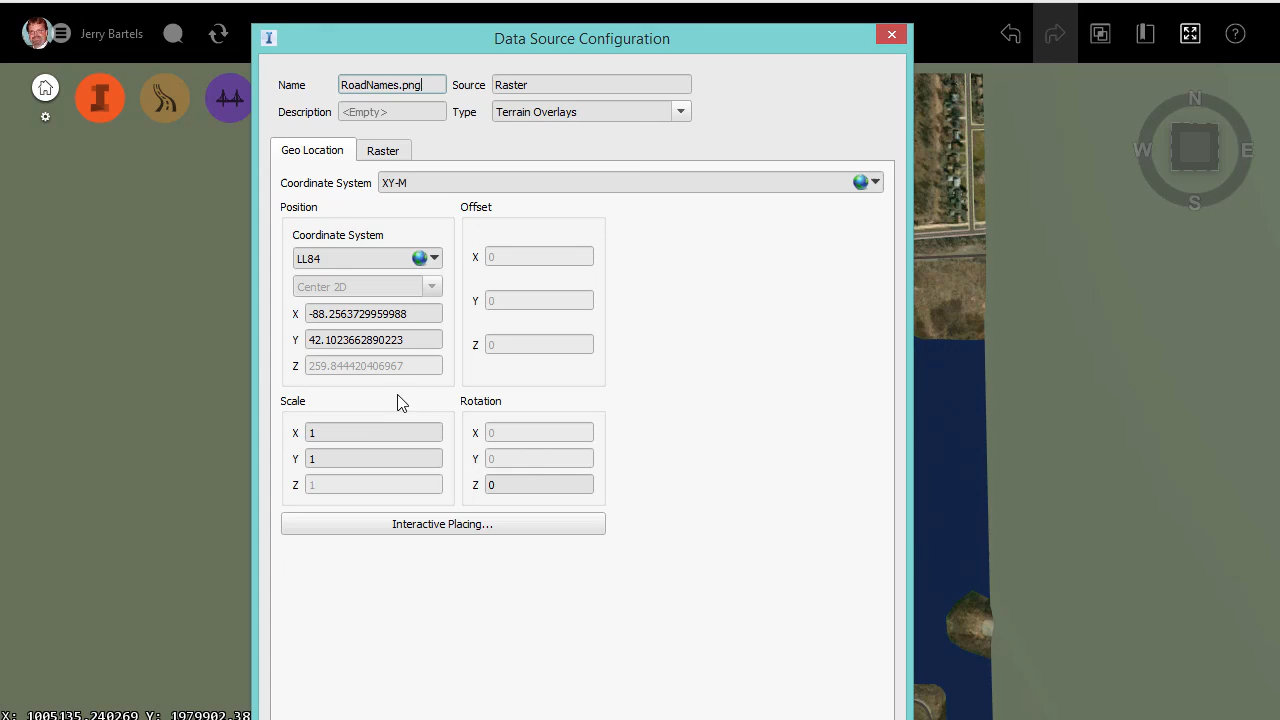 Jerry Bartels
Data Source Configuration
Name RoadNames.png Source Raster
Description <Empty> Type Terrain Overlays
Geo Location Raster
Coordinate System XY-M
Position Offset
Coordinate System
LL84
X 0
Center 2D
X -88.2563729959988
Y 0
Y 42.1023662890223
Z 0
Z 259.844420406967
Scale Rotation
X 1 X 0
Y 1 Y 0
Z 1 Z 0
Interactive Placing...
N
W E
S
X: 1005135.240269 Y: 1979902.38